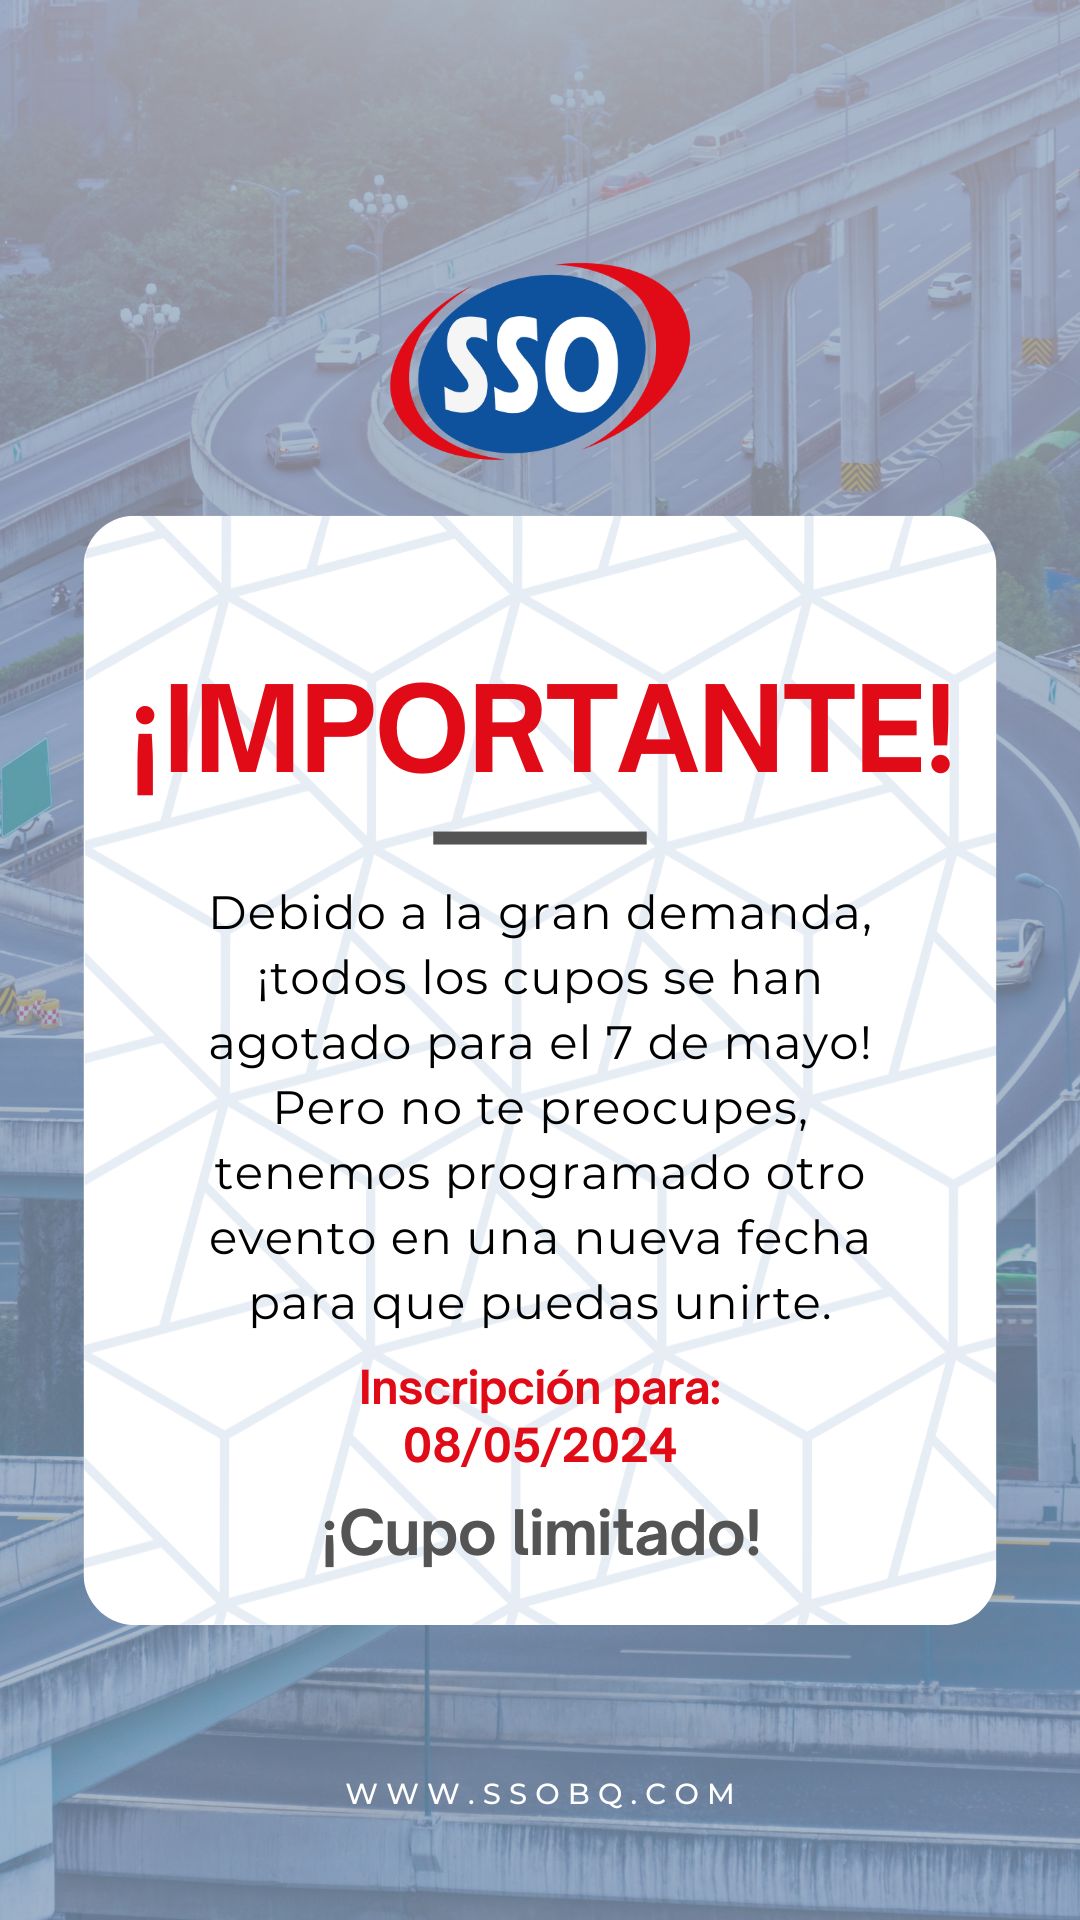 SSO
¡IMPORTANTE!
Debido a la gran demanda,
¡todos los cupos se han
agotado para el 7 de mayo!
Pero no te preocupes,
tenemos programado otro
evento en una nueva fecha
para que puedas unirte.
Inscripción para:
08/05/2024
¡Cupo limitado!
WWW.SSOBQ.COM